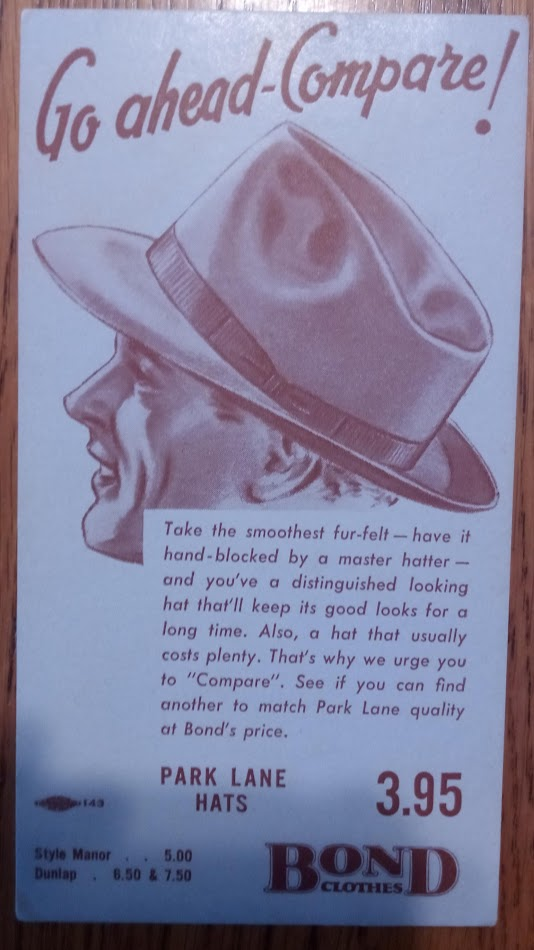 Go ahead-Compare!
Take the smoothest fur-felt — have it
hand-blocked by a master hatter —
and you've a distinguished looking
hat that'll keep its good looks for a
long time. Also, a hat that usually
costs plenty. That's why we urge you
to "Compare". See if you can find
another to match Park Lane quality
at Bond's price.
PARK LANE
HATS
3.95
143
Style Manor . . 5.00
Dunlap . 6.50 & 7.50
BOND
CLOTHES